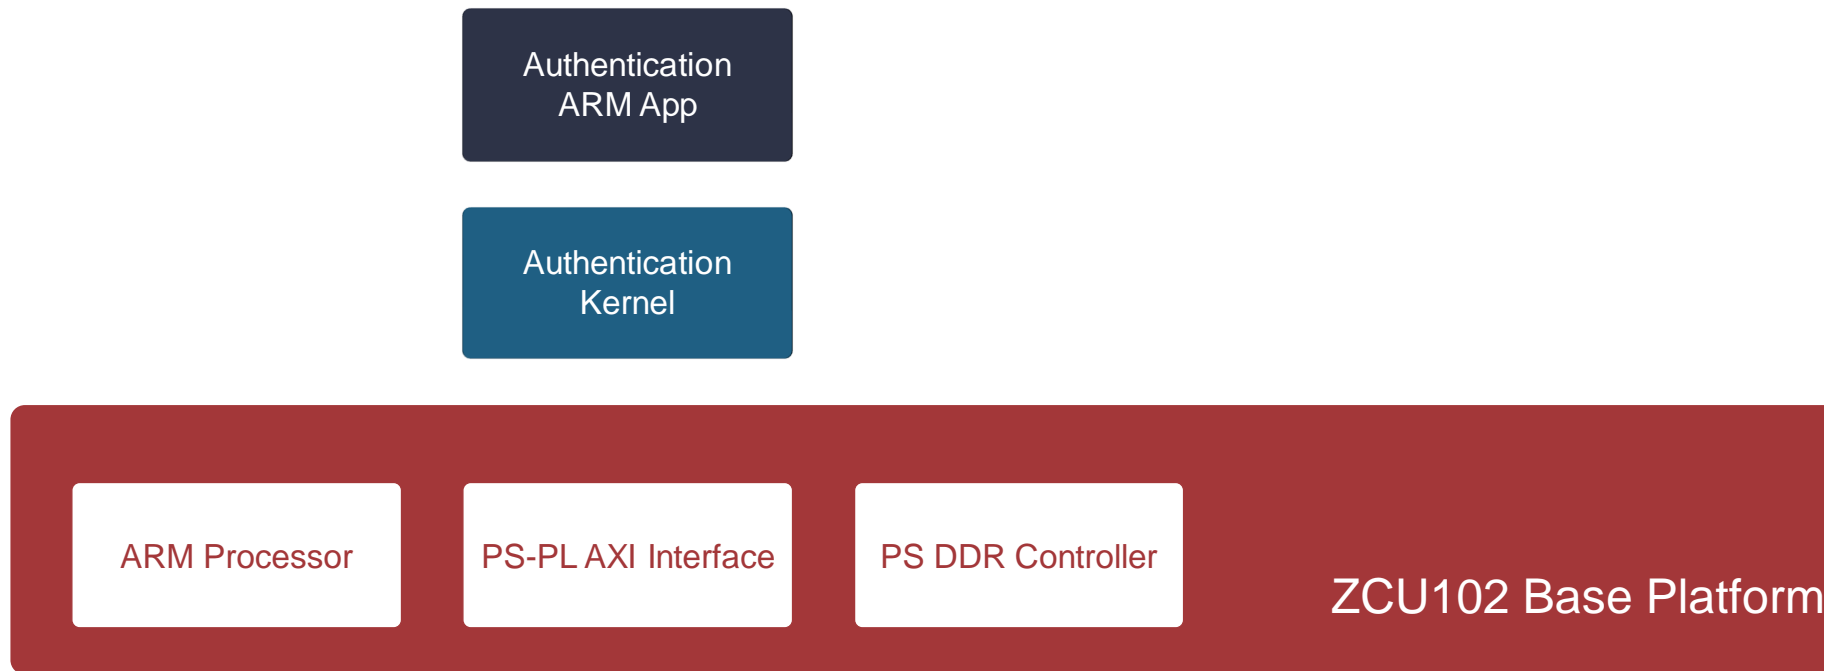 Authentication
ARM App
Authentication
Kernel
ARM Processor
PS-PL AXI Interface
PS DDR Controller
ZCU102 Base Platform